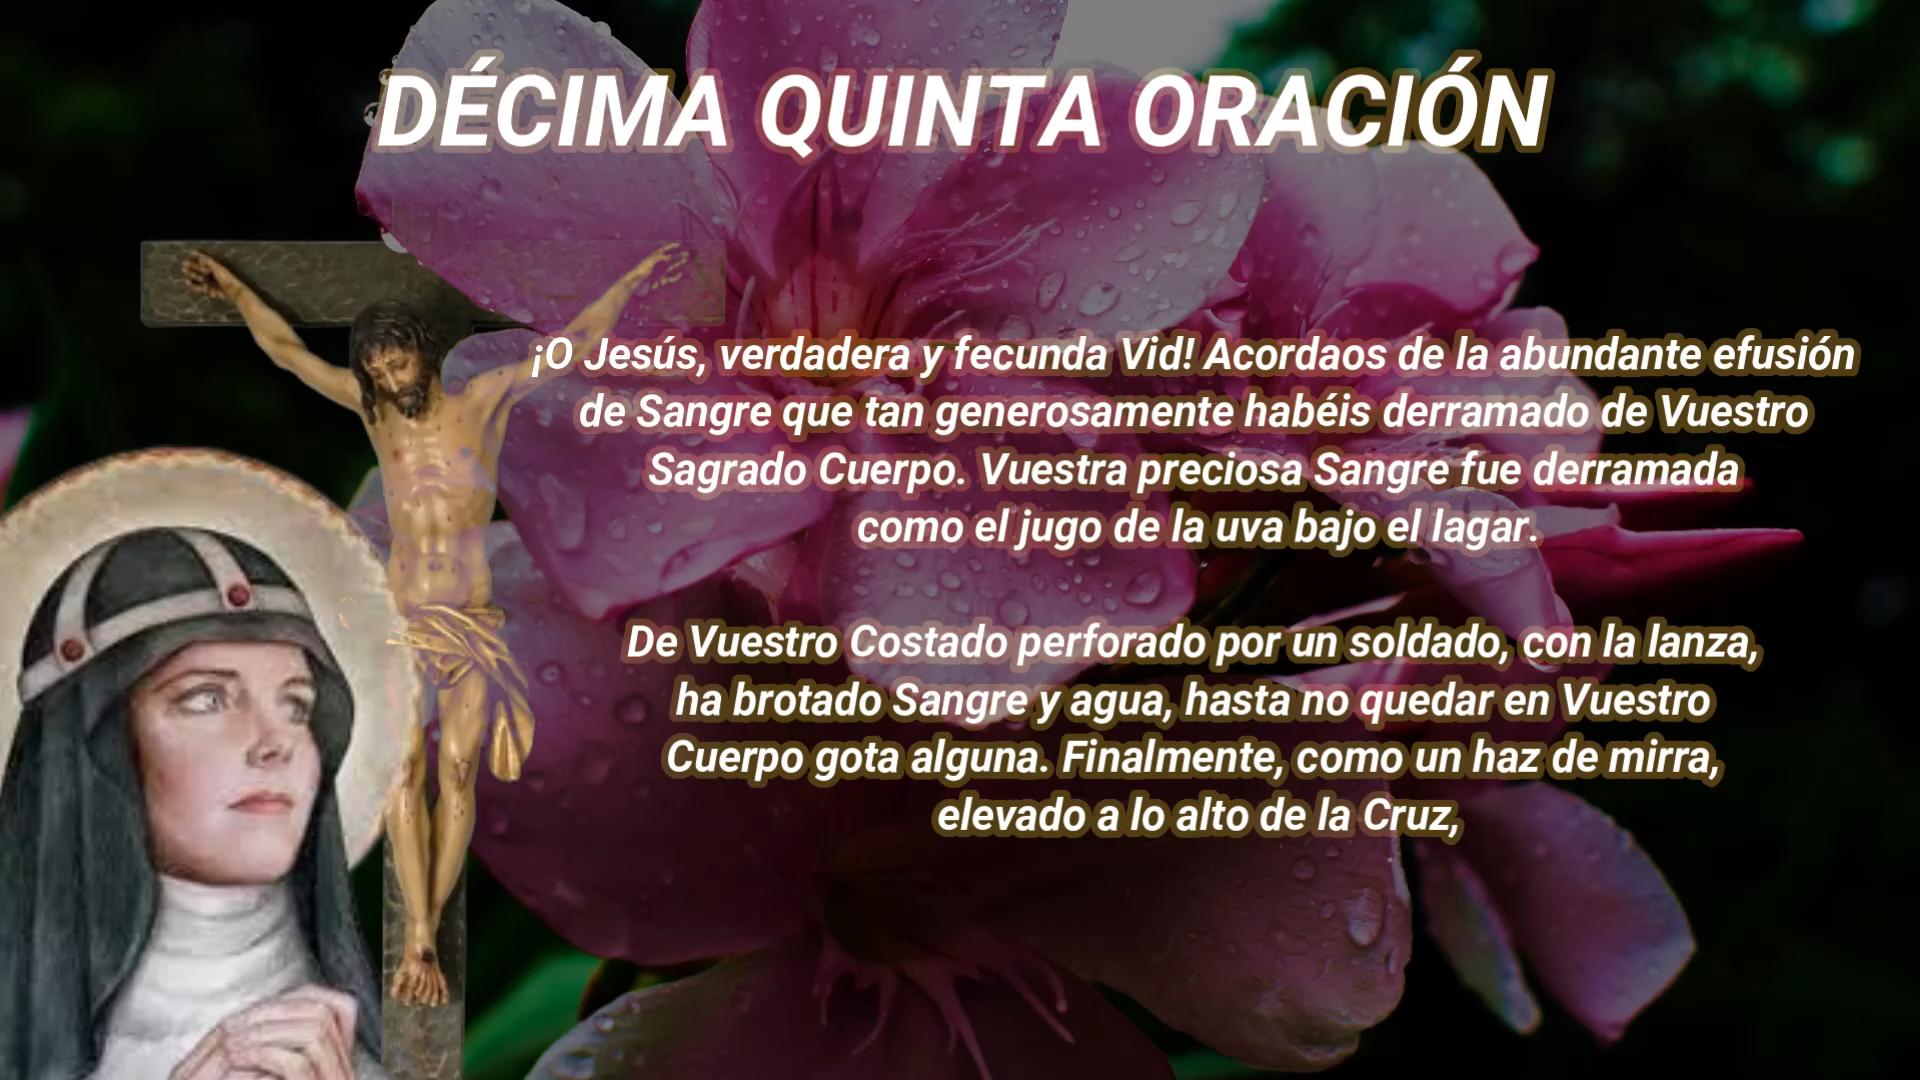 DÉCIMA QUINTA ORACIÓN
¡O Jesús, verdadera y fecunda Vid! Acordaos de la abundante efusión
de Sangre que tan generosamente habéis derramado de Vuestro
Sagrado Cuerpo. Vuestra preciosa Sangre fue derramada
como el jugo de la uva bajo el lagar.
De Vuestro Costado perforado por un soldado, con la lanza,
ha brotado Sangre y agua, hasta no quedar en Vuestro
Cuerpo gota alguna. Finalmente, como un haz de mirra,
elevado a lo alto de la Cruz,